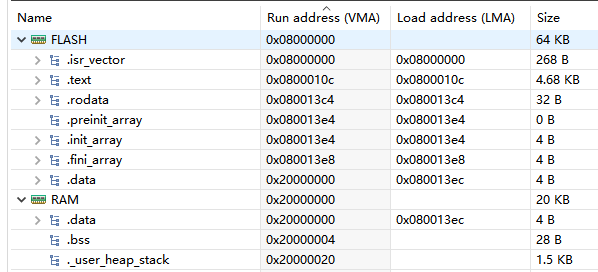 Name Run address (VMA) Load address (LMA) Size
FLASH 0x08000000 64 KB
.isr_vector 0x08000000 0x08000000 268 B
.text 0x0800010c 0x0800010c 4.68 KB
.rodata 0x080013c4 0x080013c4 32 B
.preinit_array 0x080013e4 0x080013e4 0 B
.init_array 0x080013e4 0x080013e4 4 B
.fini_array 0x080013e8 0x080013e8 4 B
.data 0x20000000 0x080013ec 4 B
RAM 0x20000000 20 KB
.data 0x20000000 0x080013ec 4 B
.bss 0x20000004 28 B
._user_heap_stack 0x20000020 1.5 KB